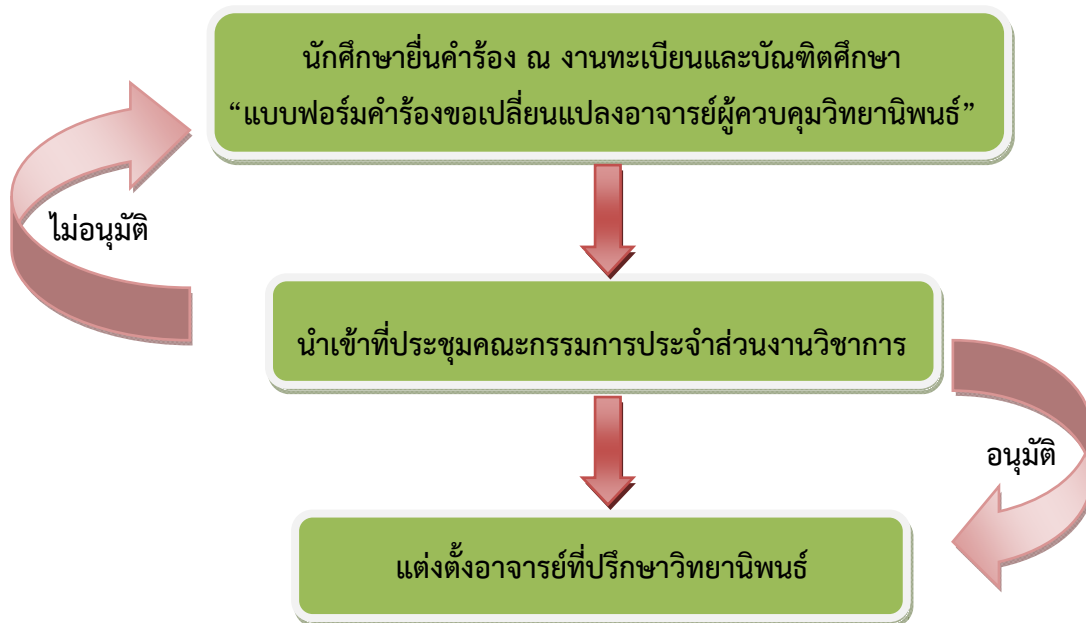 นักศึกษายื่นคำร้อง ณ งานทะเบียนและบัณฑิตศึกษา
“แบบฟอร์มคำร้องขอเปลี่ยนแปลงอาจารย์ผู้ควบคุมวิทยานิพนธ์”
ไม่อนุมัติ
นำเข้าที่ประชุมคณะกรรมการประจำส่วนงานวิชาการ
อนุมัติ
แต่งตั้งอาจารย์ที่ปรึกษาวิทยานิพนธ์